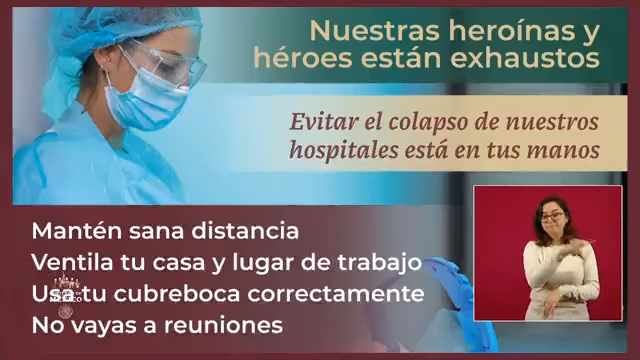 Nuestras heroínas y
héroes están exhaustos
Evitar el colapso de nuestros
hospitales está en tus manos
Mantén sana distancia
Ventila tu casa y lugar de trabajo
Usa tu cubreboca correctamente
No vayas a reuniones